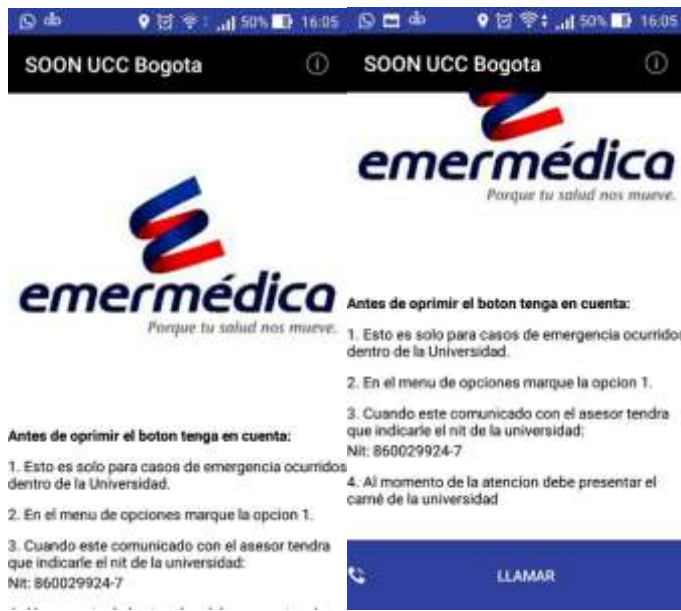 50% 16:05
SOON UCC Bogota
emermédica
Porque tu salud nos mueve.
Antes de oprimir el boton tenga en cuenta:
1. Esto es solo para casos de emergencia ocurridos
dentro de la Universidad.
2. En el menu de opciones marque la opcion 1.
3. Cuando este comunicado con el asesor tendra
que indicarle el nit de la universidad:
Nit: 860029924-7
50% 16:05
SOON UCC Bogota
emermédica
Porque tu salud nos mueve.
Antes de oprimir el boton tenga en cuenta:
1. Esto es solo para casos de emergencia ocurridos
dentro de la Universidad.
2. En el menu de opciones marque la opcion 1.
3. Cuando este comunicado con el asesor tendra
que indicarle el nit de la universidad:
Nit: 860029924-7
4. Al momento de la atencion debe presentar el
carné de la universidad
LLAMAR